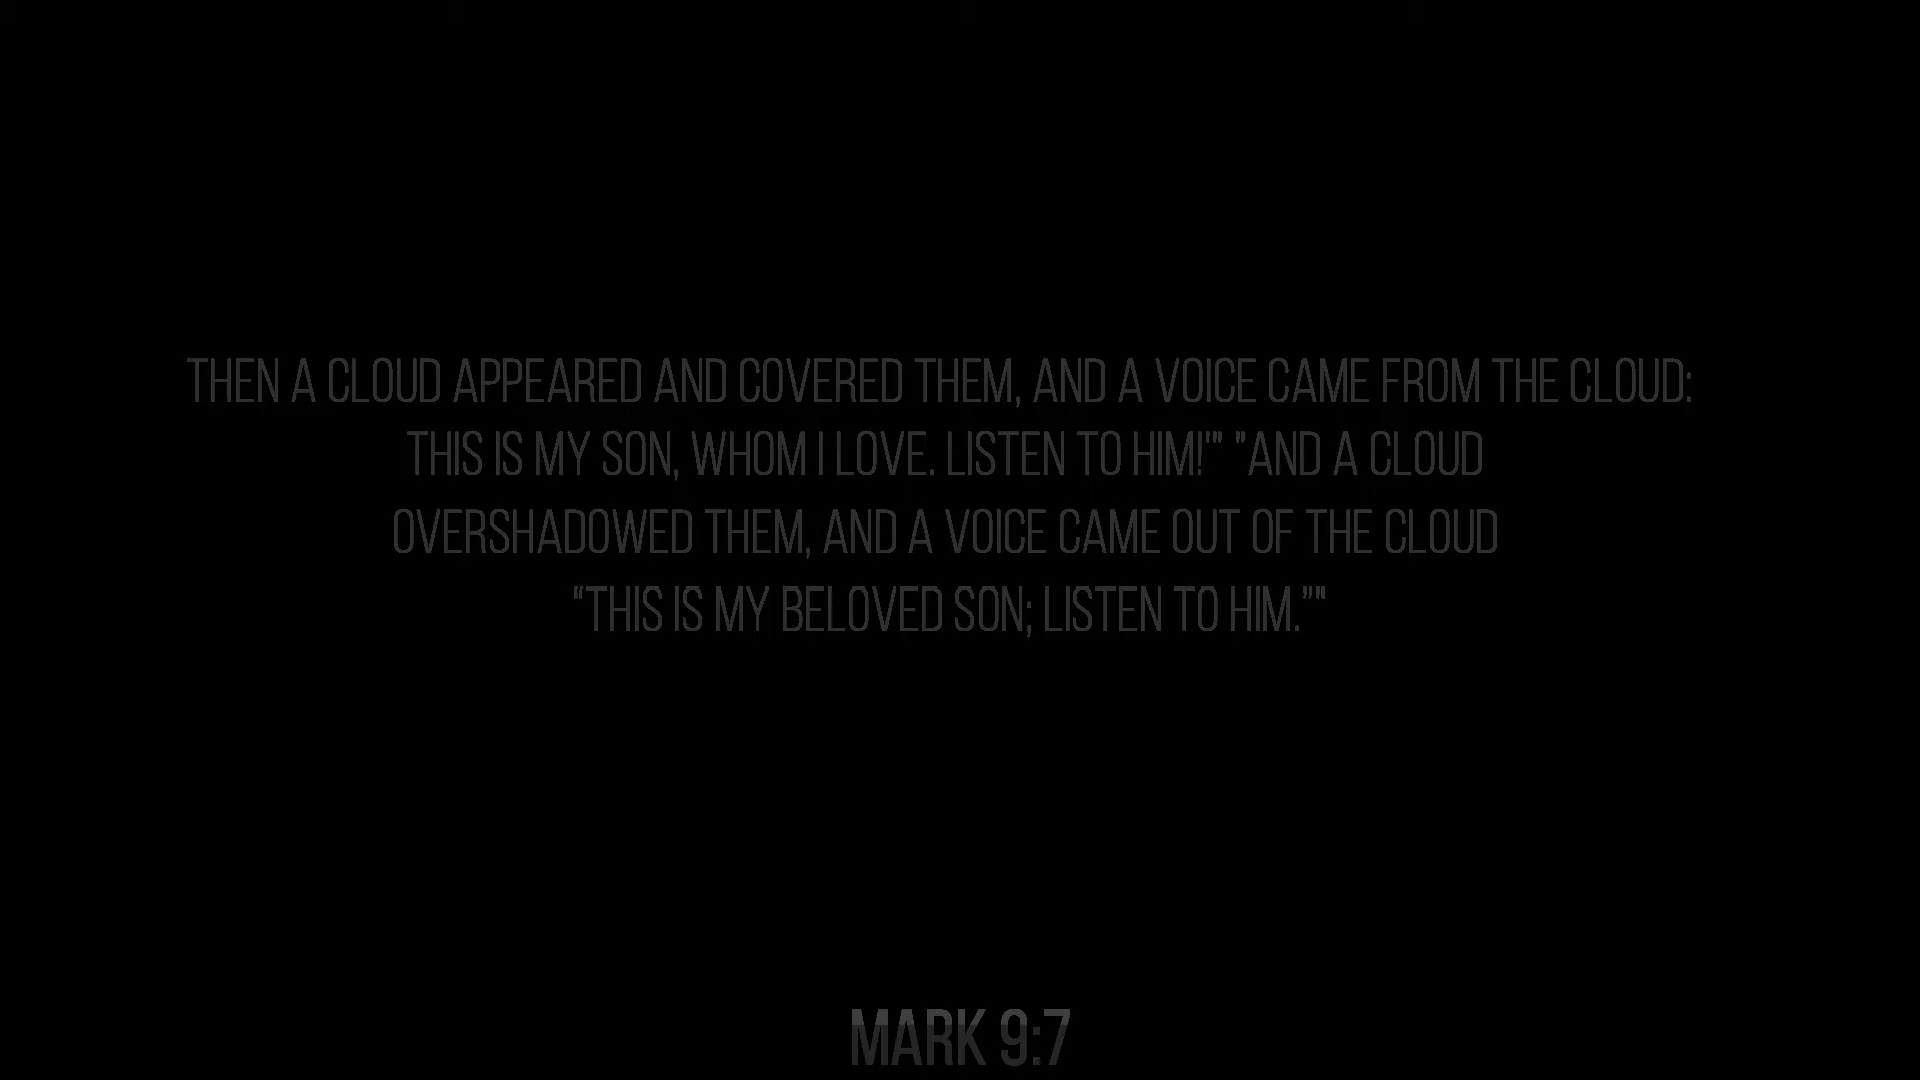 THEN A CLOUD APPEARED AND COVERED THEM, AND A VOICE CAME FROM THE CLOUD:
THIS IS MY SON, WHOM I LOVE. LISTEN TO HIM!'" "AND A CLOUD
OVERSHADOWED THEM, AND A VOICE CAME OUT OF THE CLOUD
“THIS IS MY BELOVED SON; LISTEN TO HIM.”"
MARK 9:7